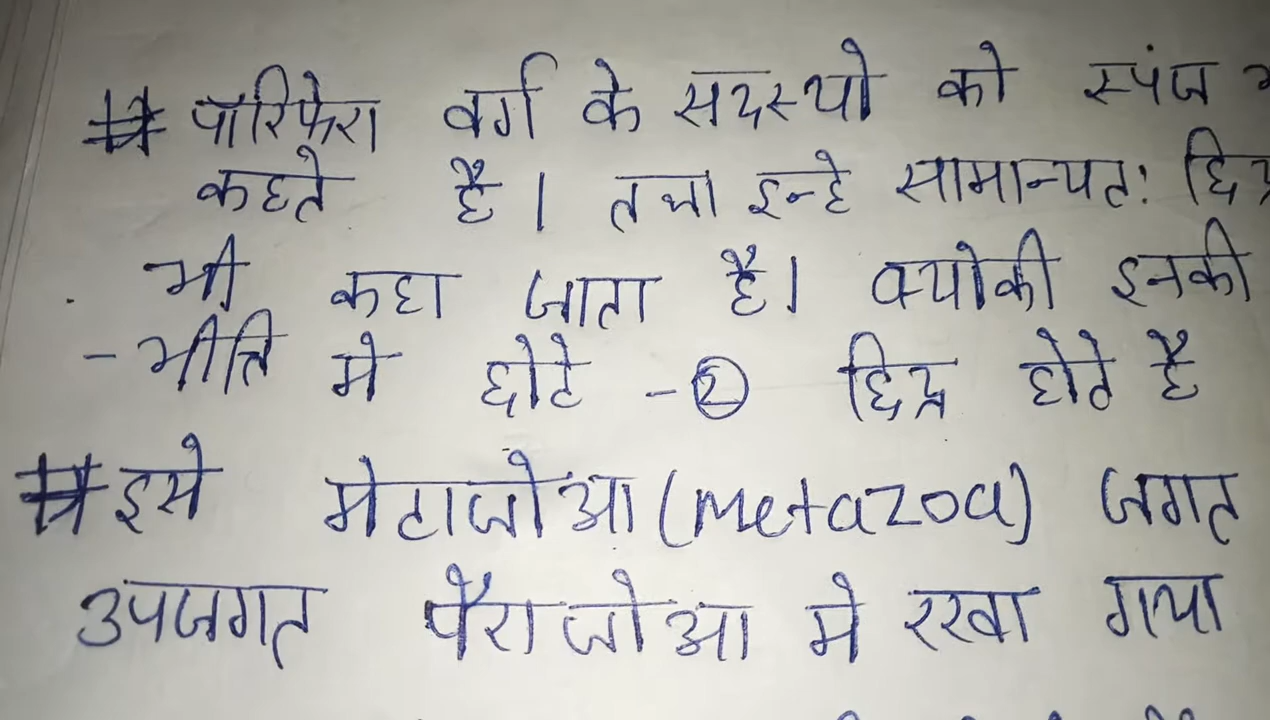 # पॉरिफेरा वर्ग के सदस्यो को स्पंज
कहते है। तथा इन्हे सामान्यत: छिद्र
भी कहा जाता है। क्योकी इनकी
- भीत्ति मे छोटे -② छिद्र होते है
# इसे मेटाजोआ (Metazoa) जगत
उपजगत पैराजोआ मे रखा गया